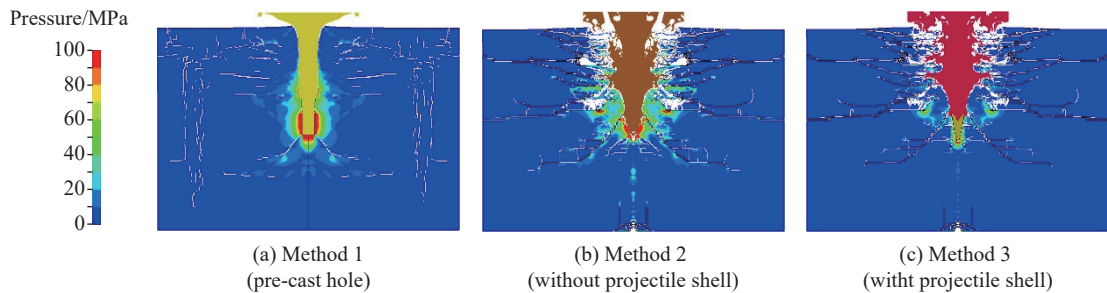 Pressure/MPa
100
80
60
40
20
0
(a) Method 1
(pre-cast hole)
(b) Method 2
(without projectile shell)
(c) Method 3
(witht projectile shell)